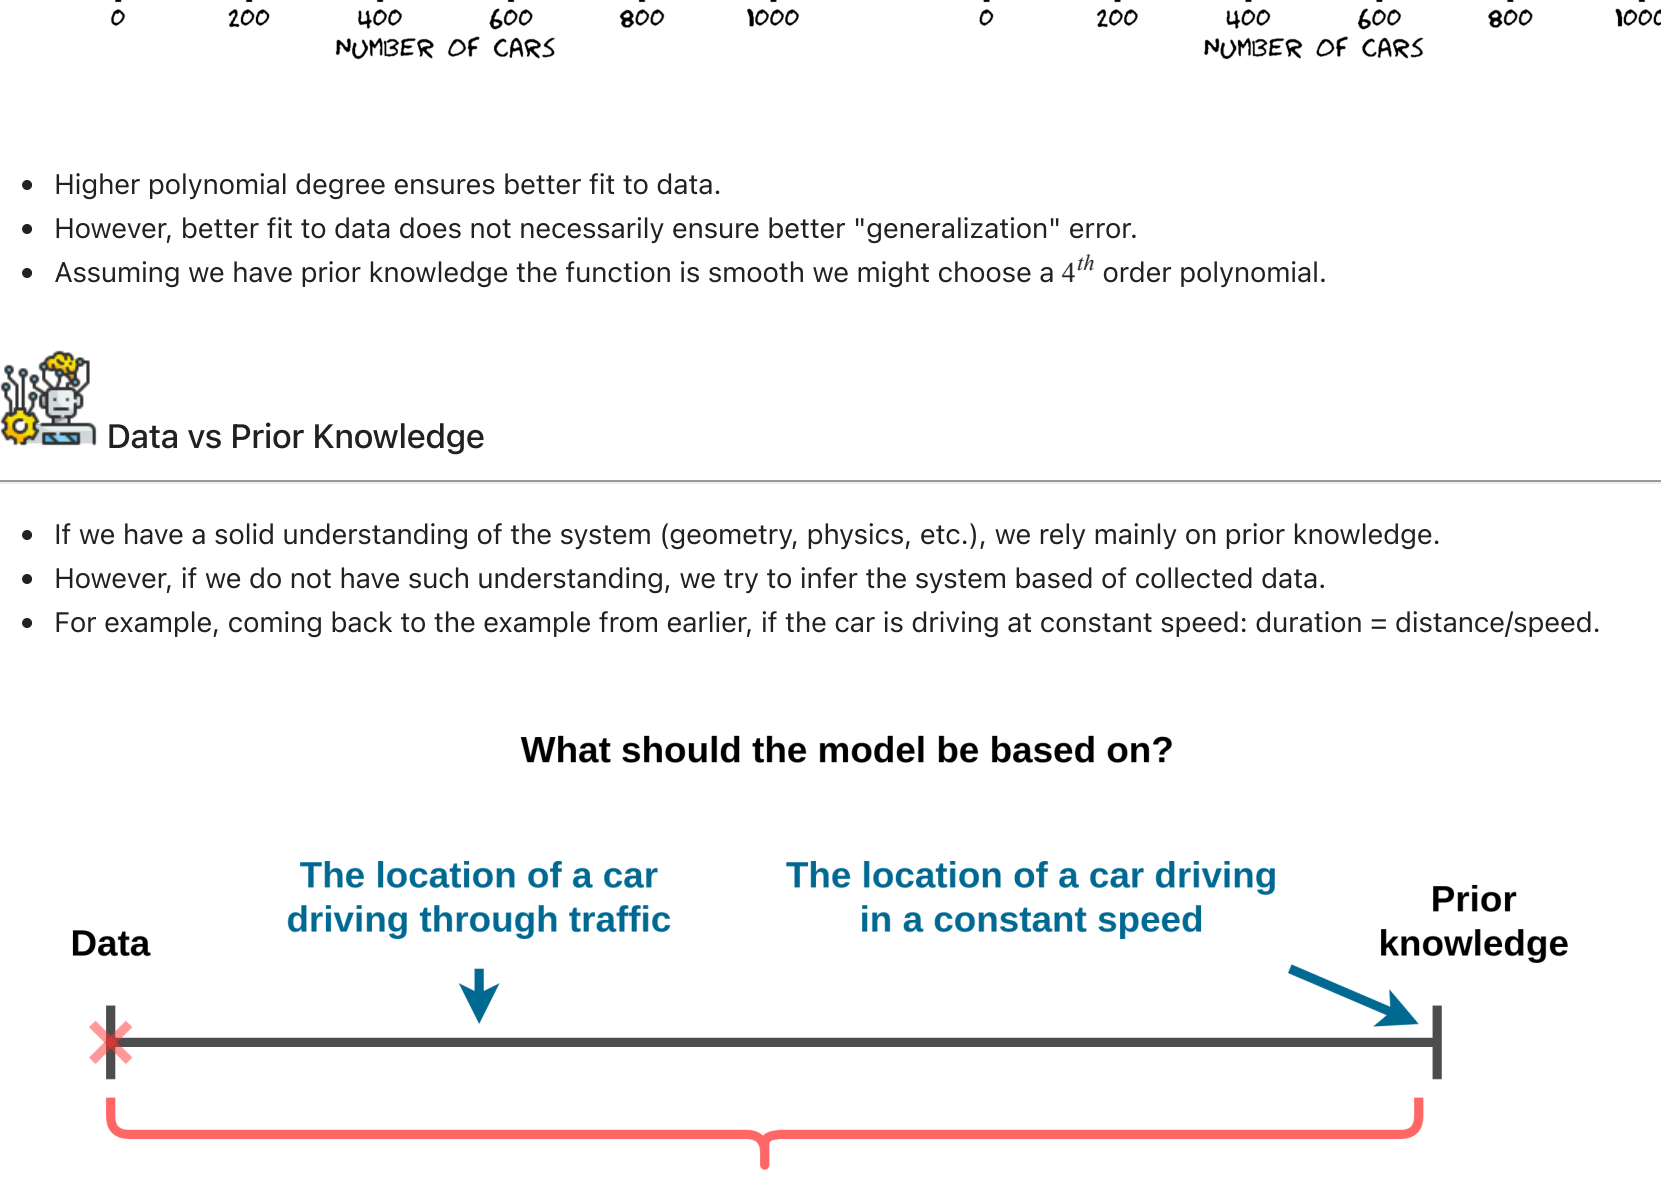 0 200 400 600 800 1000 0 200 400 600 800
NUMBER OF CARS NUMBER OF CARS
Higher polynomial degree ensures better fit to data.
However, better fit to data does not necessarily ensure better "generalization" error.
Assuming we have prior knowledge the function is smooth we might choose a 4th order polynomial.
Data vs Prior Knowledge
If we have a solid understanding of the system (geometry, physics, etc.), we rely mainly on prior knowledge.
However, if we do not have such understanding, we try to infer the system based of collected data.
For example, coming back to the example from earlier, if the car is driving at constant speed: duration = distance/speed.
What should the model be based on?
The location of a car
driving through traffic
The location of a car driving
in a constant speed
Data
Prior
knowledge